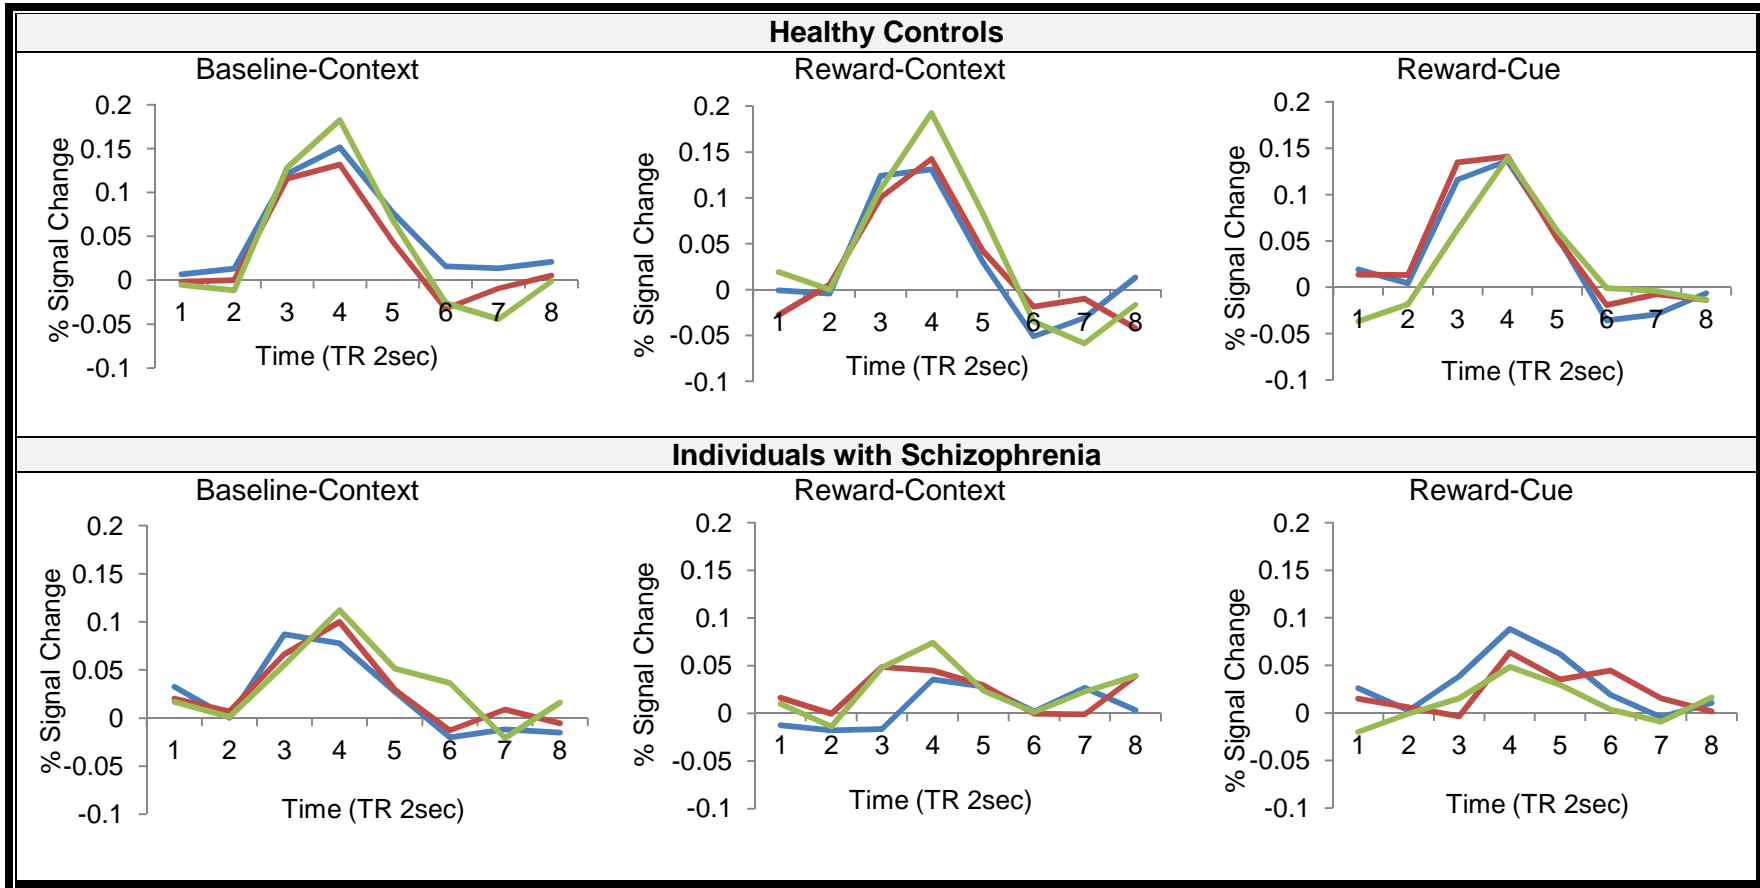 Healthy Controls
Baseline-Context
0.2
0.15
0.1
0.05
0
-0.05
-0.1
% Signal Change
1 2 3 4 5 6 7 8
Time (TR 2sec)
Reward-Context
0.2
0.15
0.1
0.05
0
-0.05
-0.1
% Signal Change
1 2 3 4 5 6 7 8
Time (TR 2sec)
Reward-Cue
0.2
0.15
0.1
0.05
0
-0.05
-0.1
% Signal Change
1 2 3 4 5 6 7 8
Time (TR 2sec)
Individuals with Schizophrenia
Baseline-Context
0.2
0.15
0.1
0.05
0
-0.05
-0.1
% Signal Change
1 2 3 4 5 6 7 8
Time (TR 2sec)
Reward-Context
0.2
0.15
0.1
0.05
0
-0.05
-0.1
% Signal Change
1 2 3 4 5 6 7 8
Time (TR 2sec)
Reward-Cue
0.2
0.15
0.1
0.05
0
-0.05
-0.1
% Signal Change
1 2 3 4 5 6 7 8
Time (TR 2sec)